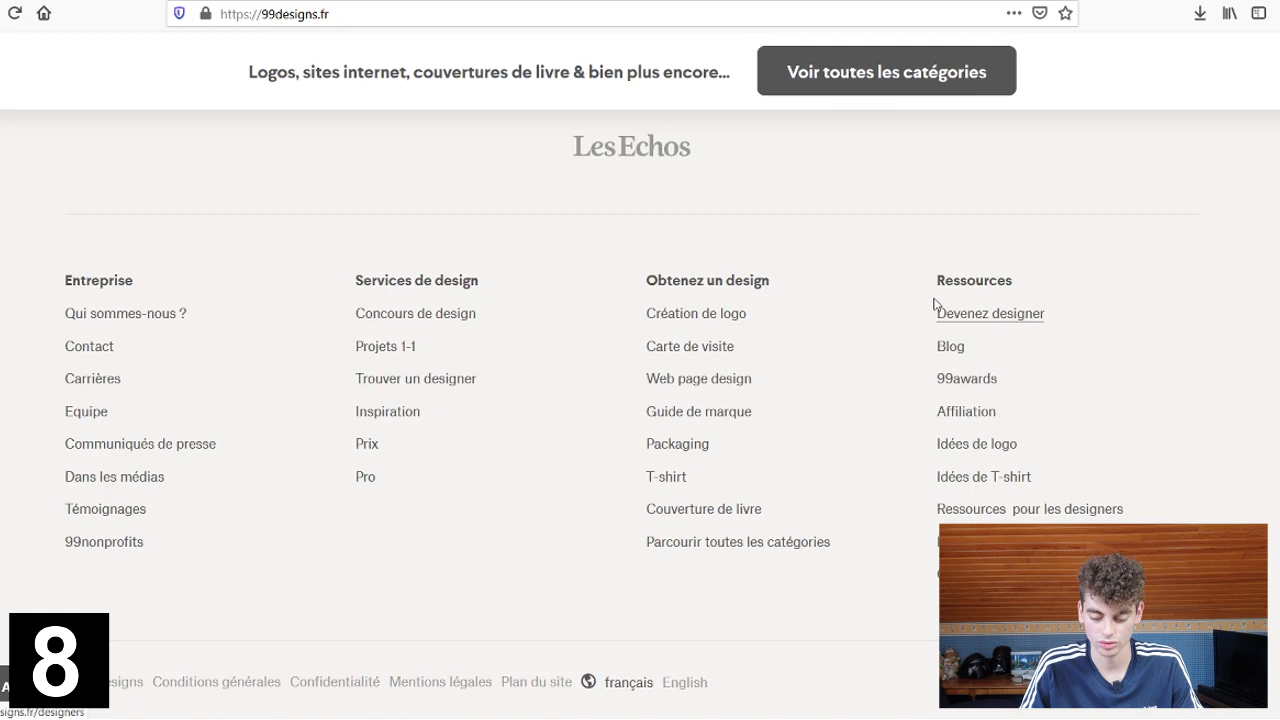 https://99designs.fr
Logos, sites internet, couvertures de livre & bien plus encore...
Voir toutes les catégories
Les Echos
Entreprise
Qui sommes-nous ?
Contact
Carrières
Equipe
Communiqués de presse
Dans les médias
Témoignages
99nonprofits
Services de design
Concours de design
Projets 1-1
Trouver un designer
Inspiration
Prix
Pro
Obtenez un design
Création de logo
Carte de visite
Web page design
Guide de marque
Packaging
T-shirt
Couverture de livre
Parcourir toutes les catégories
Ressources
Devenez designer
Blog
99awards
Affiliation
Idées de logo
Idées de T-shirt
Ressources pour les designers
8
Conditions générales Confidentialité Mentions légales Plan du site français English
signs.fr/designers